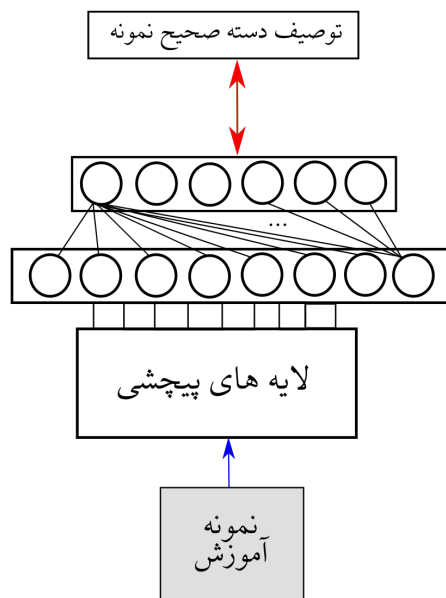 توصیف دسته صحیح نمونه
...
لایه های پیچشی
نمونه
آموزش